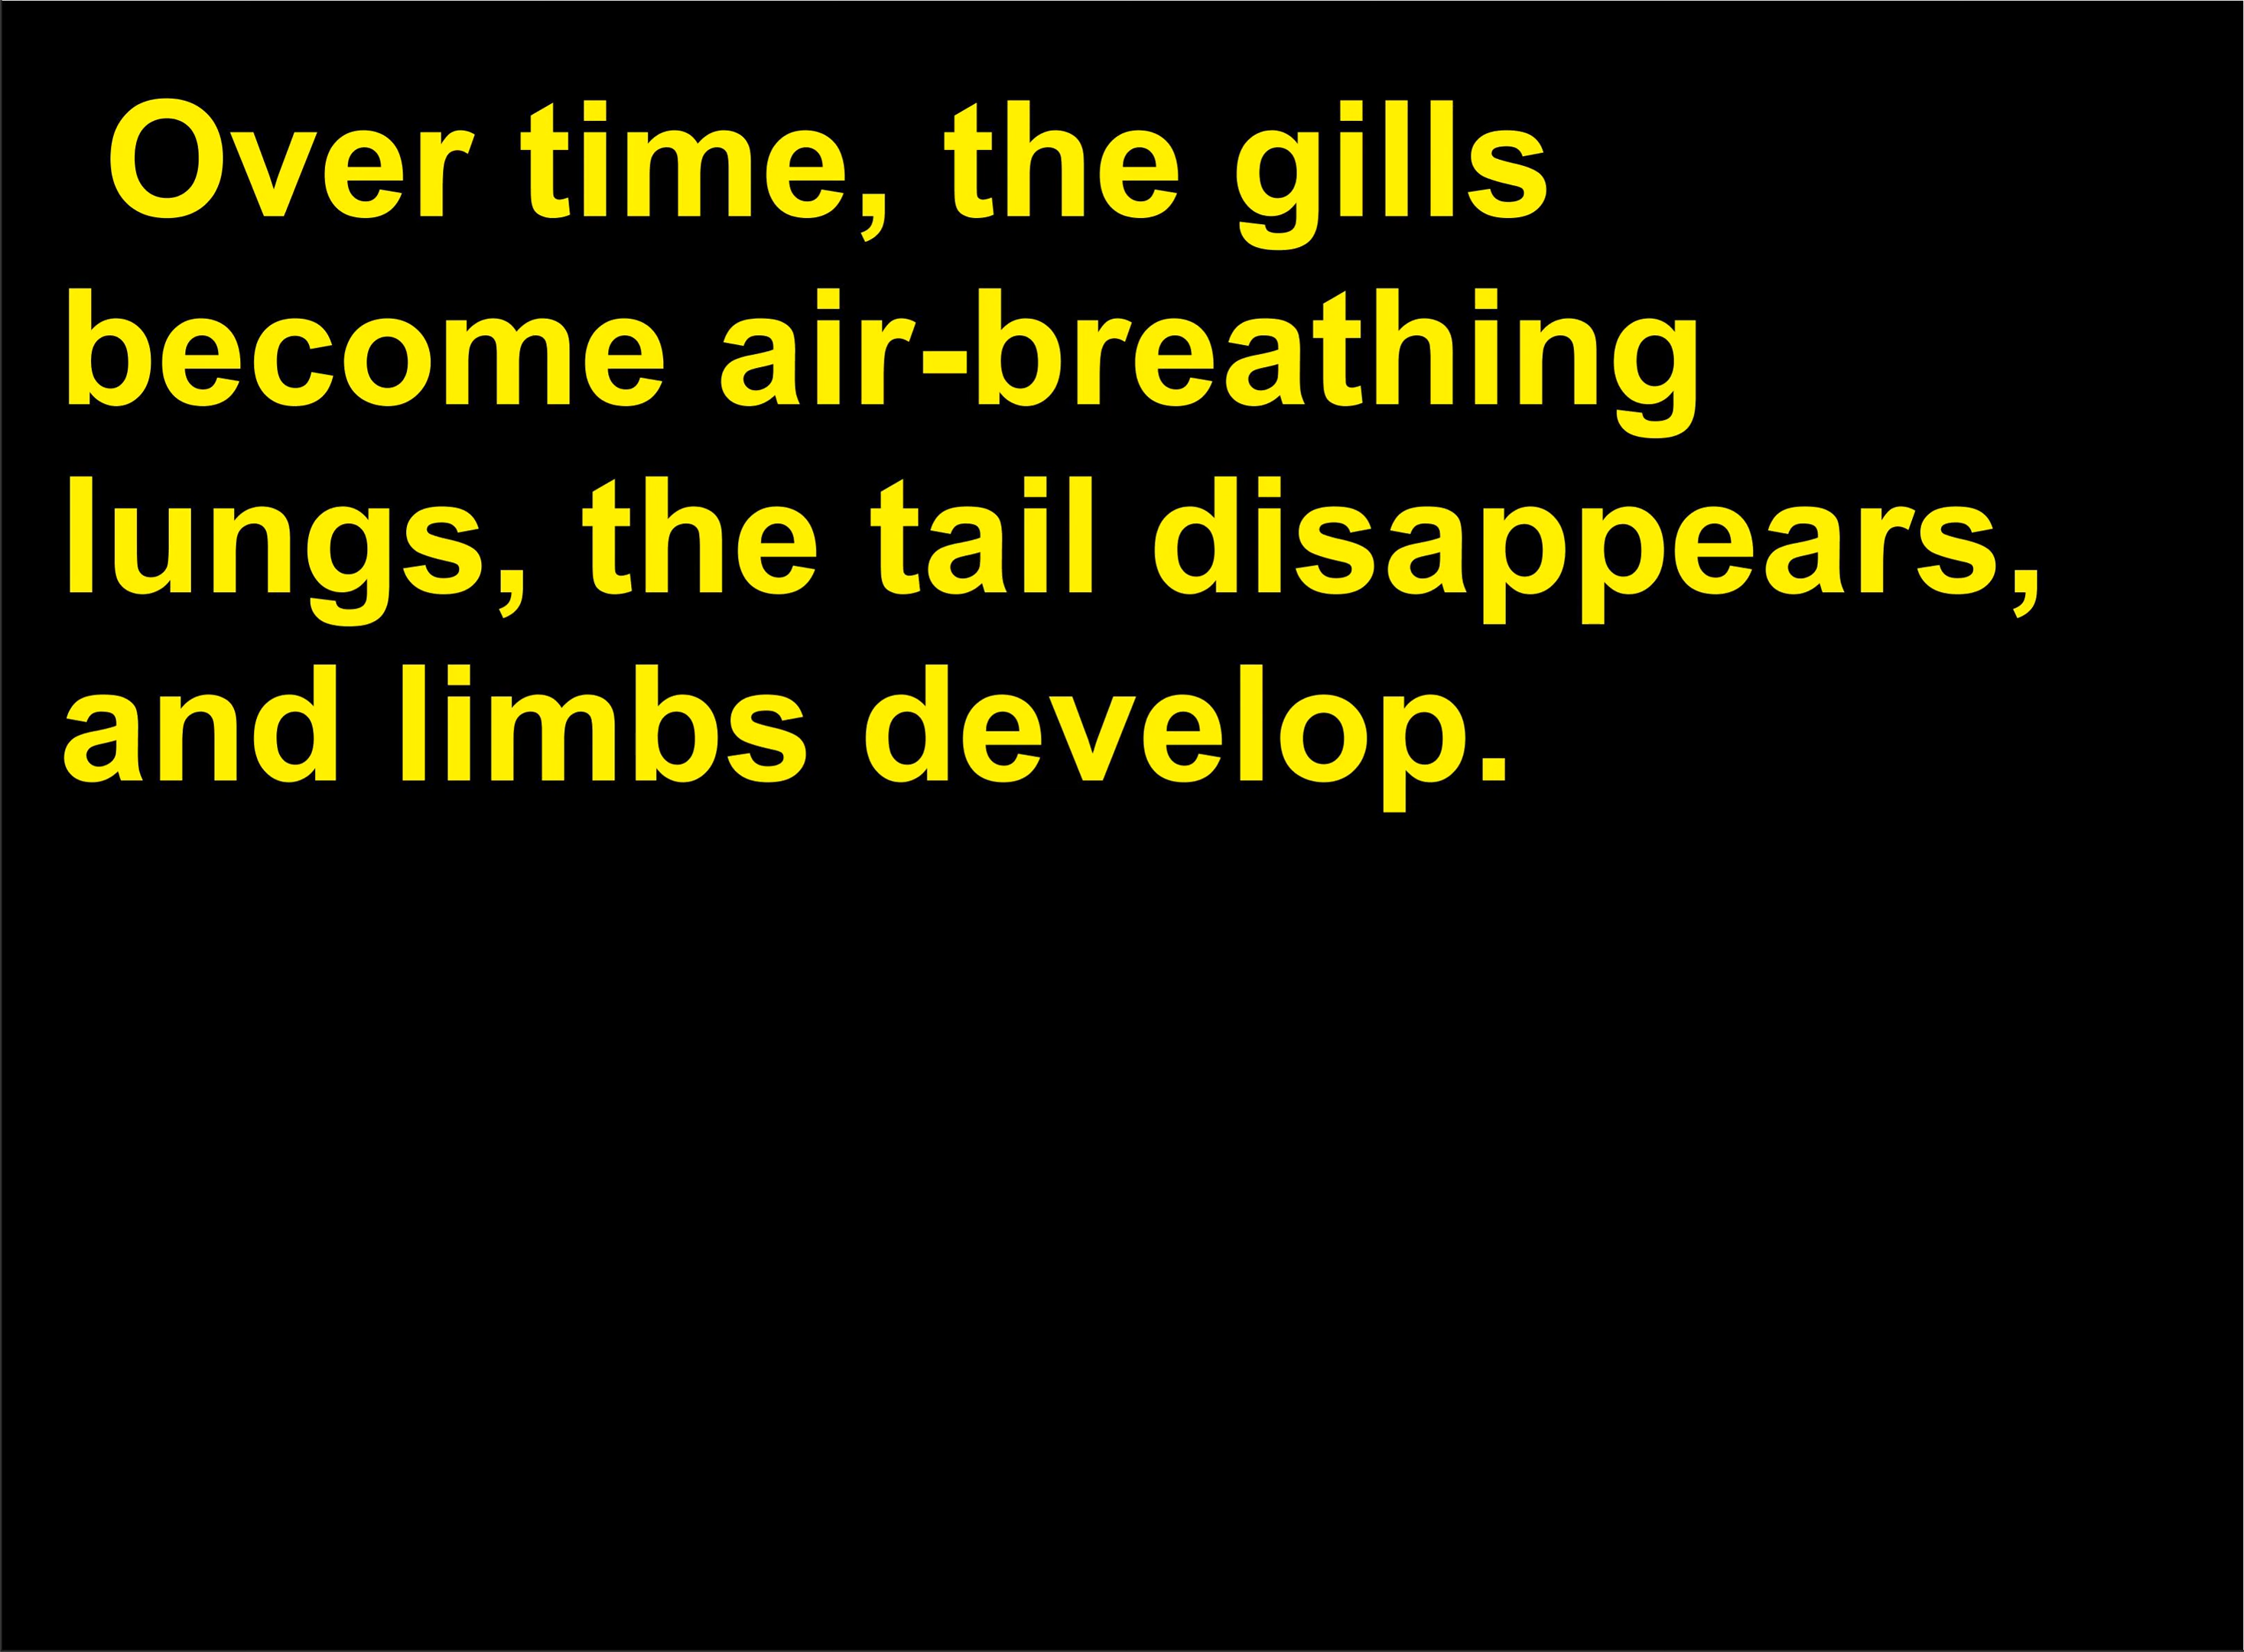 Over time, the gills
become air-breathing
lungs, the tail disappears,
and limbs develop.